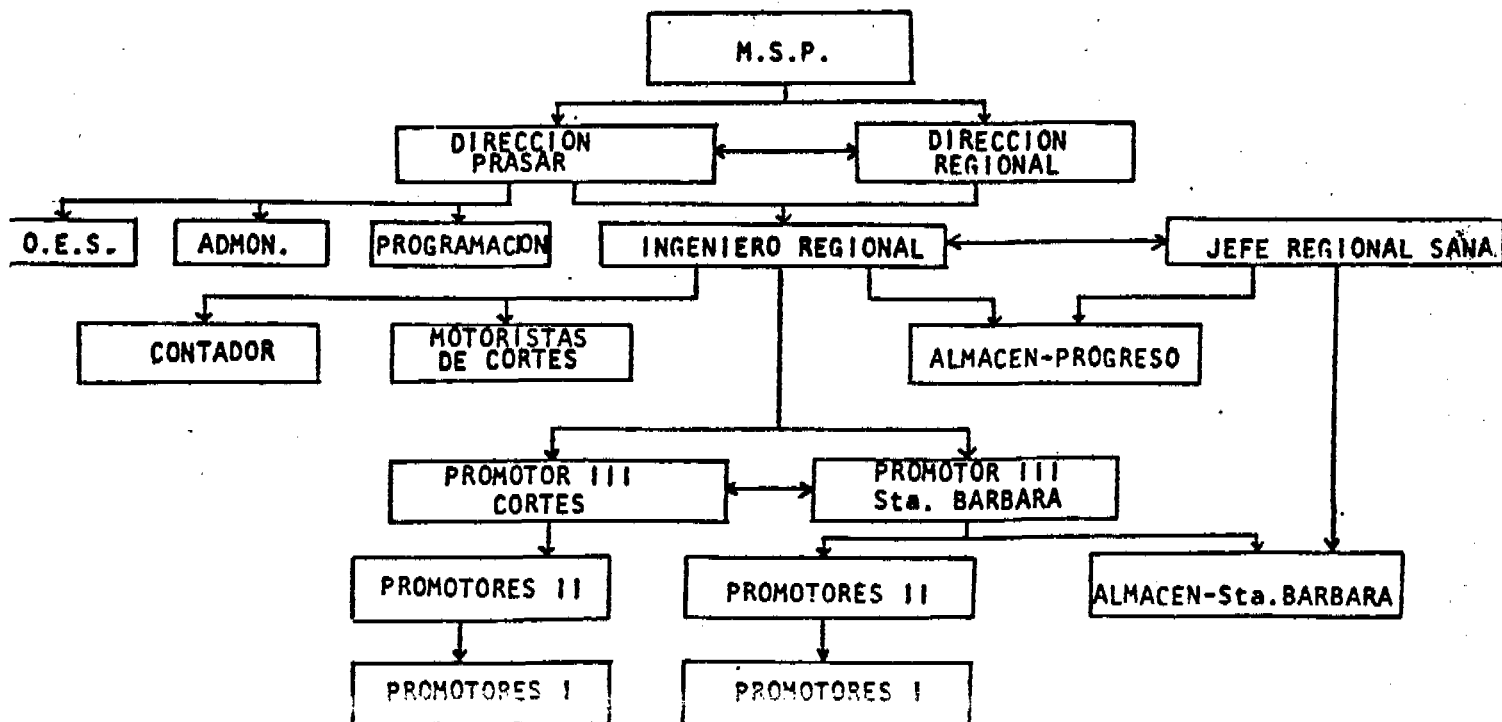 M.S.P.
DIRECCION
PRASAR
DIRECCION
REGIONAL
O.E.S.
ADMON.
PROGRAMACION
INGENIERO REGIONAL
JEFE REGIONAL SANA.
CONTADOR
MOTORISTAS
DE CORTES
ALMACEN-PROGRESO
PROMOTOR III
CORTES
PROMOTOR III
Sta. BARBARA
PROMOTORES II
PROMOTORES II
ALMACEN-Sta.BARBARA
PROMOTORES I
PROMOTORES I